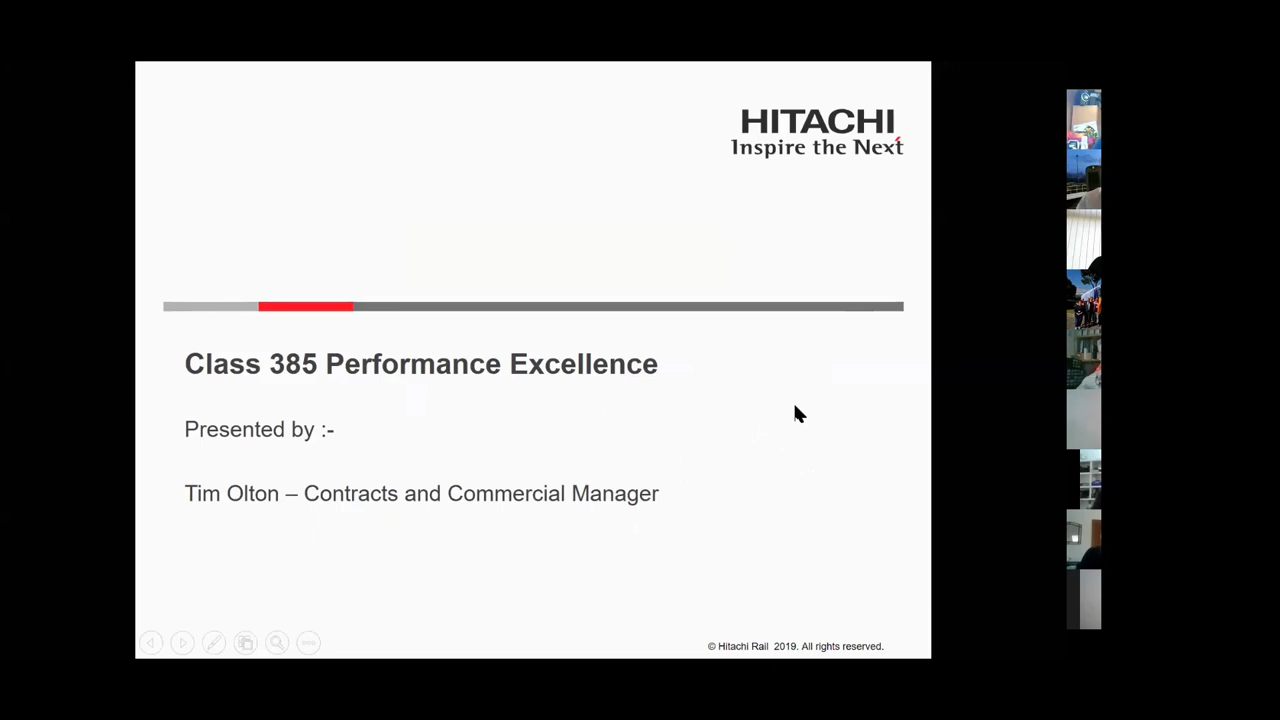 HITACHI
Inspire the Next
Class 385 Performance Excellence
Presented by :-
Tim Olton – Contracts and Commercial Manager
© Hitachi Rail 2019. All rights reserved.